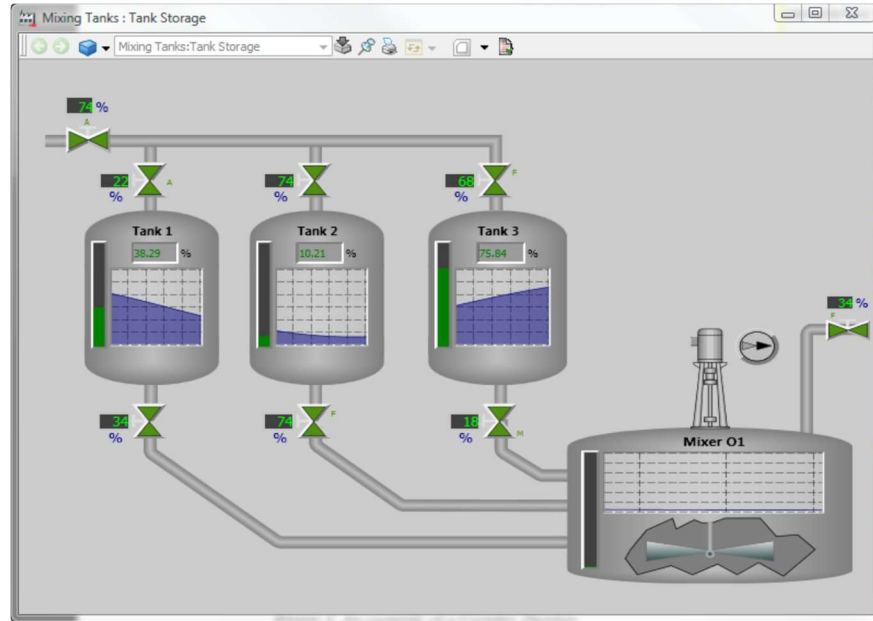 Mixing Tanks : Tank Storage
Mixing Tanks:Tank Storage
74 %
A
22 %
A
74 %
68 %
F
Tank 1
38.29 %
Tank 2
10.21 %
Tank 3
75.84 %
34 %
F
34 %
74 %
F
18 %
M
Mixer O1